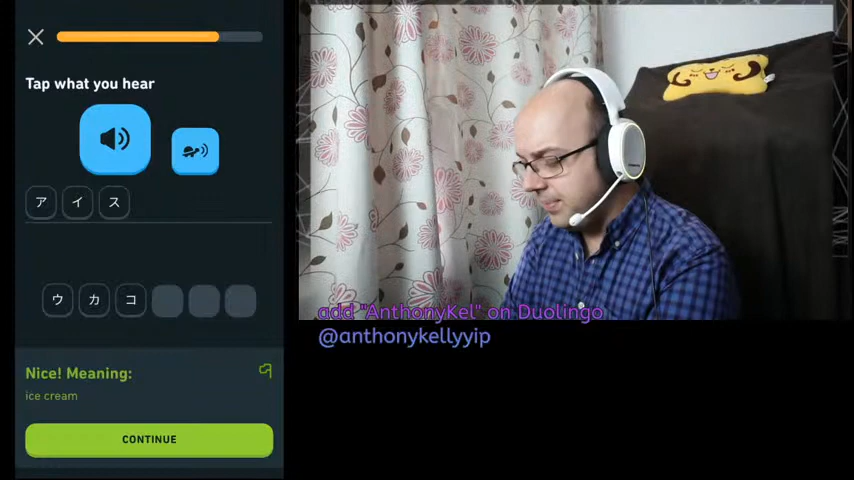 Tap what you hear
ア イ ス
ウ カ コ
Nice! Meaning:
ice cream
CONTINUE
add "AnthonyKel" on Duolingo
@anthonykellyyip